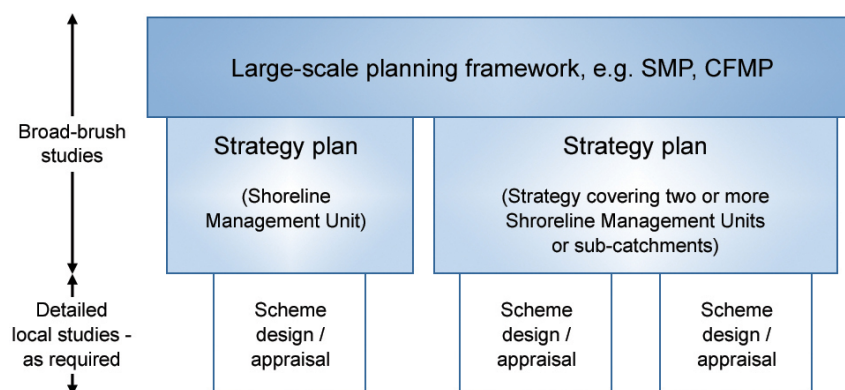 Large-scale planning framework, e.g. SMP, CFMP
Broad-brush
studies
Strategy plan
(Shoreline
Management Unit)
Strategy plan
(Strategy covering two or more
Shroreline Management Units
or sub-catchments)
Detailed
local studies -
as required
Scheme
design /
appraisal
Scheme
design /
appraisal
Scheme
design /
appraisal